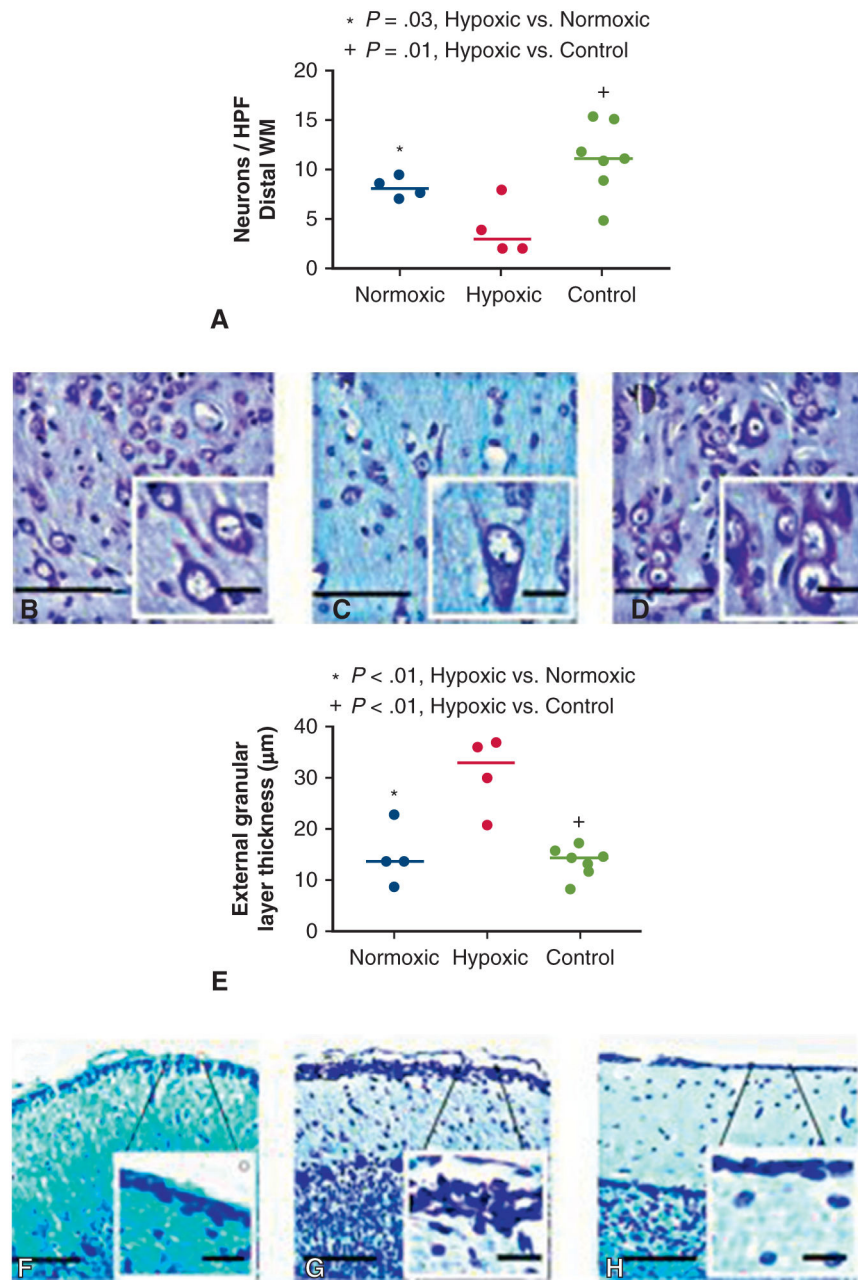 * P = .03, Hypoxic vs. Normoxic
+ P = .01, Hypoxic vs. Control
Neurons / HPF
Distal WM
20
15
10
5
0
*
+
Normoxic
Hypoxic
Control
A
B
C
D
* P < .01, Hypoxic vs. Normoxic
+ P < .01, Hypoxic vs. Control
External granular
layer thickness (μm)
40
30
20
10
0
*
+
Normoxic
Hypoxic
Control
E
F
G
H